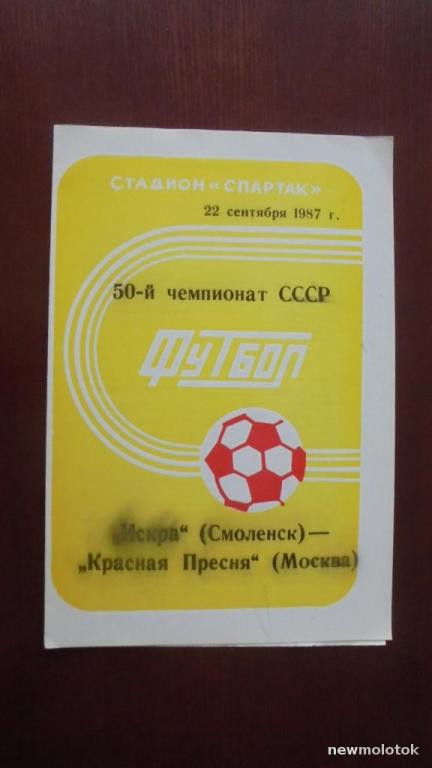 СТАДИОН «СПАРТАК»
22 сентября 1987 г.
50-й чемпионат СССР
ФУТБОЛ
„Искра“ (Смоленск)—
„Красная Пресня“ (Москва)
newmolotok